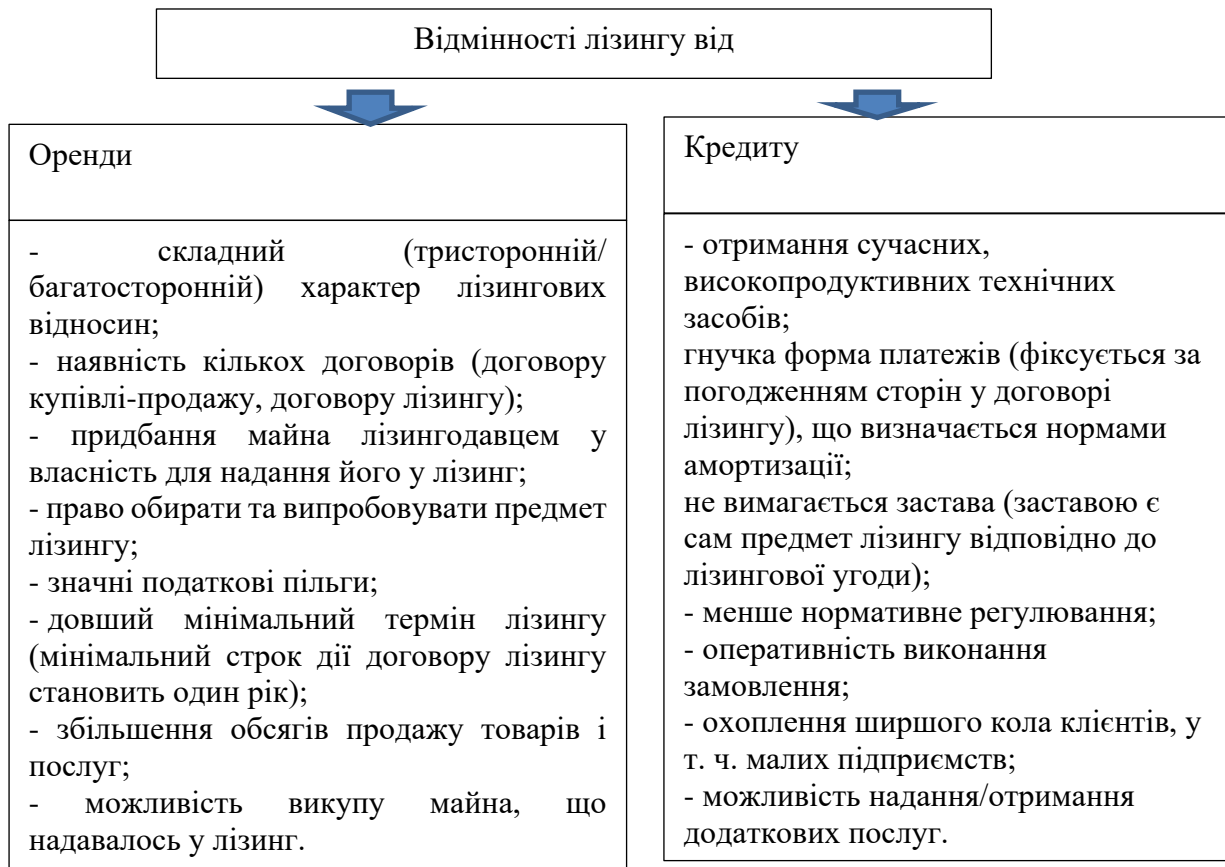 Відмінності лізингу від
Оренди
- складний (тристоронній/
багатосторонній) характер лізингових
відносин;
- наявність кількох договорів (договору
купівлі-продажу, договору лізингу);
- придбання майна лізингодавцем у
власність для надання його у лізинг;
- право обирати та випробовувати предмет
лізингу;
- значні податкові пільги;
- довший мінімальний термін лізингу
(мінімальний строк дії договору лізингу
становить один рік);
- збільшення обсягів продажу товарів і
послуг;
- можливість викупу майна, що
надавалось у лізинг.
Кредиту
- отримання сучасних,
високопродуктивних технічних
засобів;
гнучка форма платежів (фіксується за
погодженням сторін у договорі
лізингу), що визначається нормами
амортизації;
не вимагається застава (заставою є
сам предмет лізингу відповідно до
лізингової угоди);
- менше нормативне регулювання;
- оперативність виконання
замовлення;
- охоплення ширшого кола клієнтів, у
т. ч. малих підприємств;
- можливість надання/отримання
додаткових послуг.